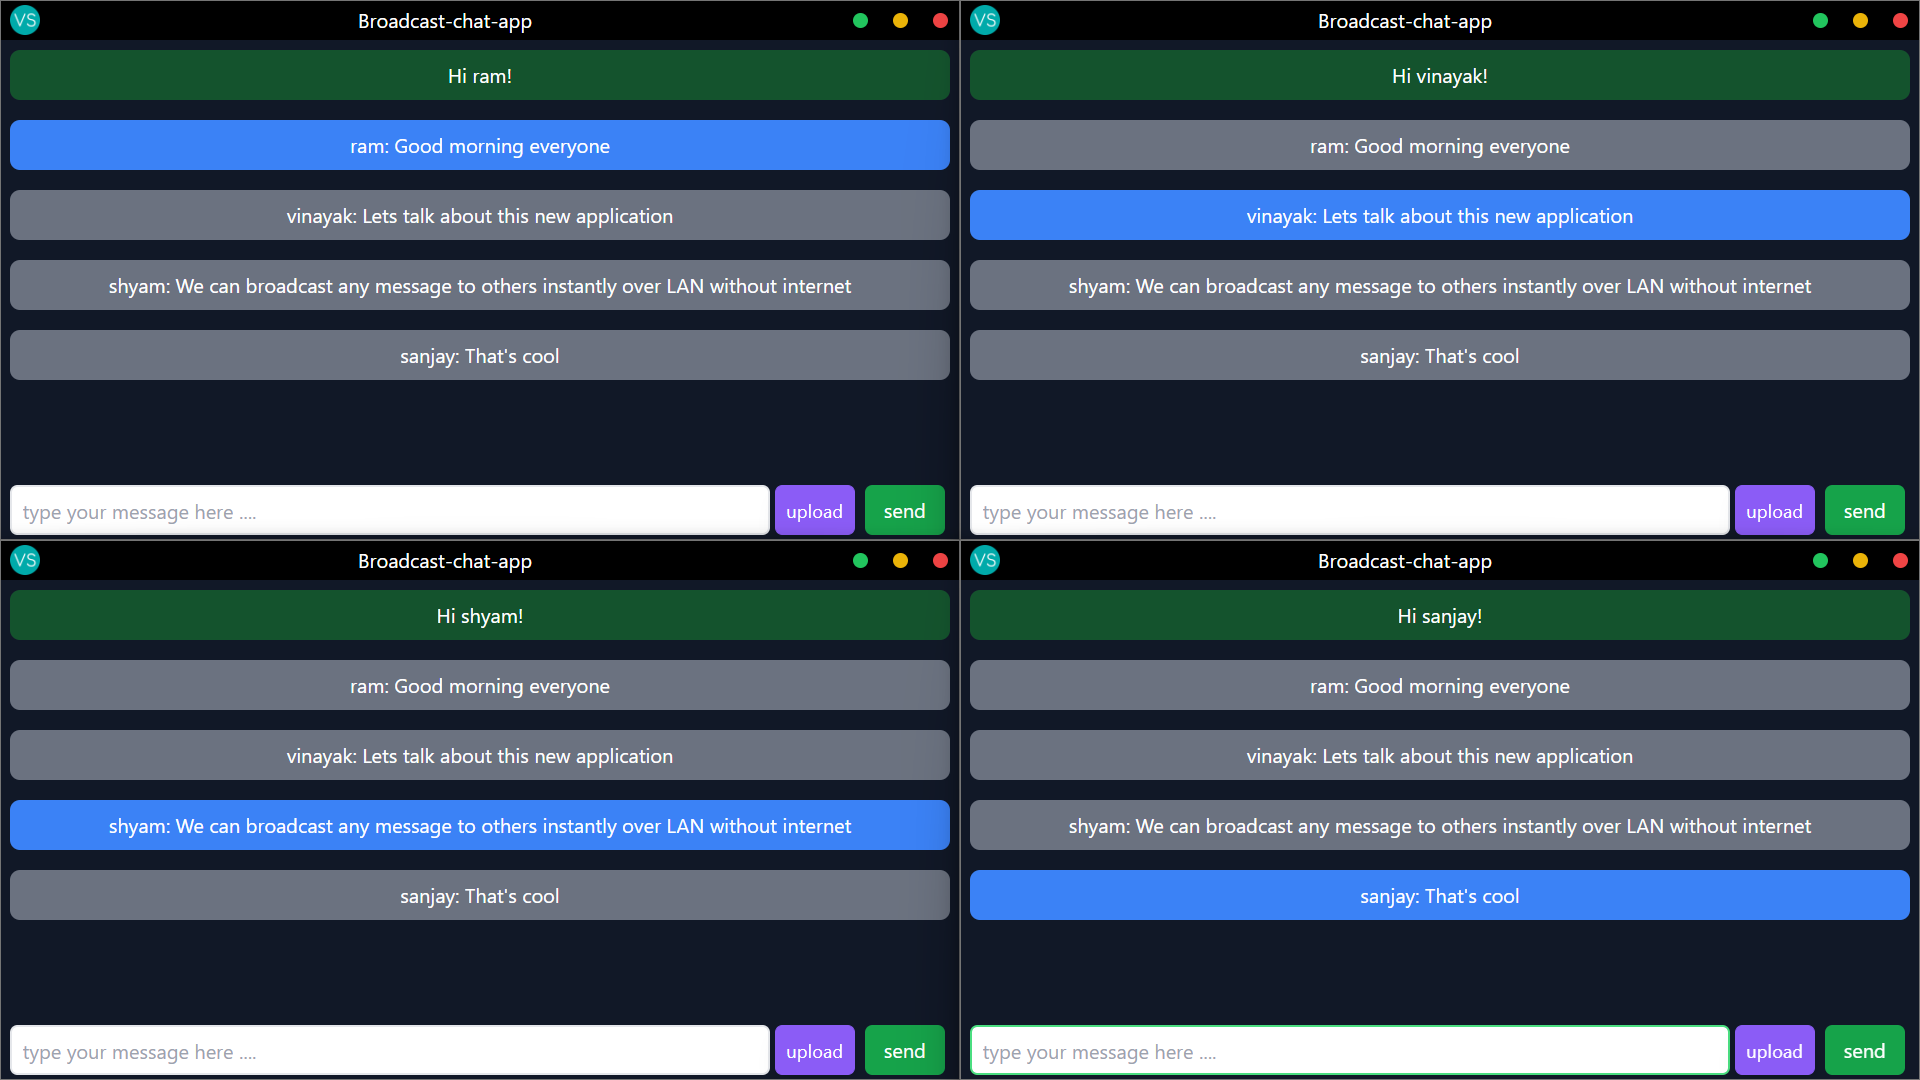 VS Broadcast-chat-app
Hi ram!
ram: Good morning everyone
vinayak: Lets talk about this new application
shyam: We can broadcast any message to others instantly over LAN without internet
sanjay: That's cool
type your message here .... upload send
VS Broadcast-chat-app
Hi vinayak!
ram: Good morning everyone
vinayak: Lets talk about this new application
shyam: We can broadcast any message to others instantly over LAN without internet
sanjay: That's cool
type your message here .... upload send
VS Broadcast-chat-app
Hi shyam!
ram: Good morning everyone
vinayak: Lets talk about this new application
shyam: We can broadcast any message to others instantly over LAN without internet
sanjay: That's cool
type your message here .... upload send
VS Broadcast-chat-app
Hi sanjay!
ram: Good morning everyone
vinayak: Lets talk about this new application
shyam: We can broadcast any message to others instantly over LAN without internet
sanjay: That's cool
type your message here .... upload send